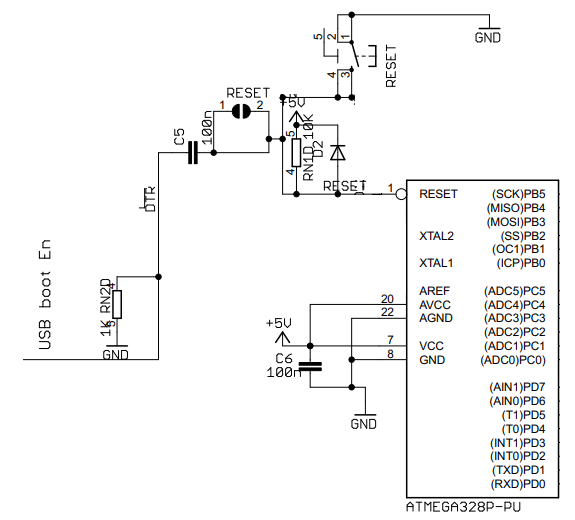 5 2 1
GND
RESET
4 3
RESET
1 2
+5V
C5
100n
5
RN1D 10K
4
D2
RESET
1
DTR
USB boot En
4
1K RN2D
5
GND
RESET (SCK)PB5
(MISO)PB4
(MOSI)PB3
XTAL2 (SS)PB2
(OC1)PB1
XTAL1 (ICP)PB0
AREF (ADC5)PC5
20 AVCC (ADC4)PC4
22 AGND (ADC3)PC3
(ADC2)PC2
+5V
7 VCC (ADC1)PC1
8 GND (ADC0)PC0)
C6
100n
(AIN1)PD7
(AIN0)PD6
(T1)PD5
GND
(T0)PD4
(INT1)PD3
(INT0)PD2
(TXD)PD1
(RXD)PD0
ATMEGA328P-PU